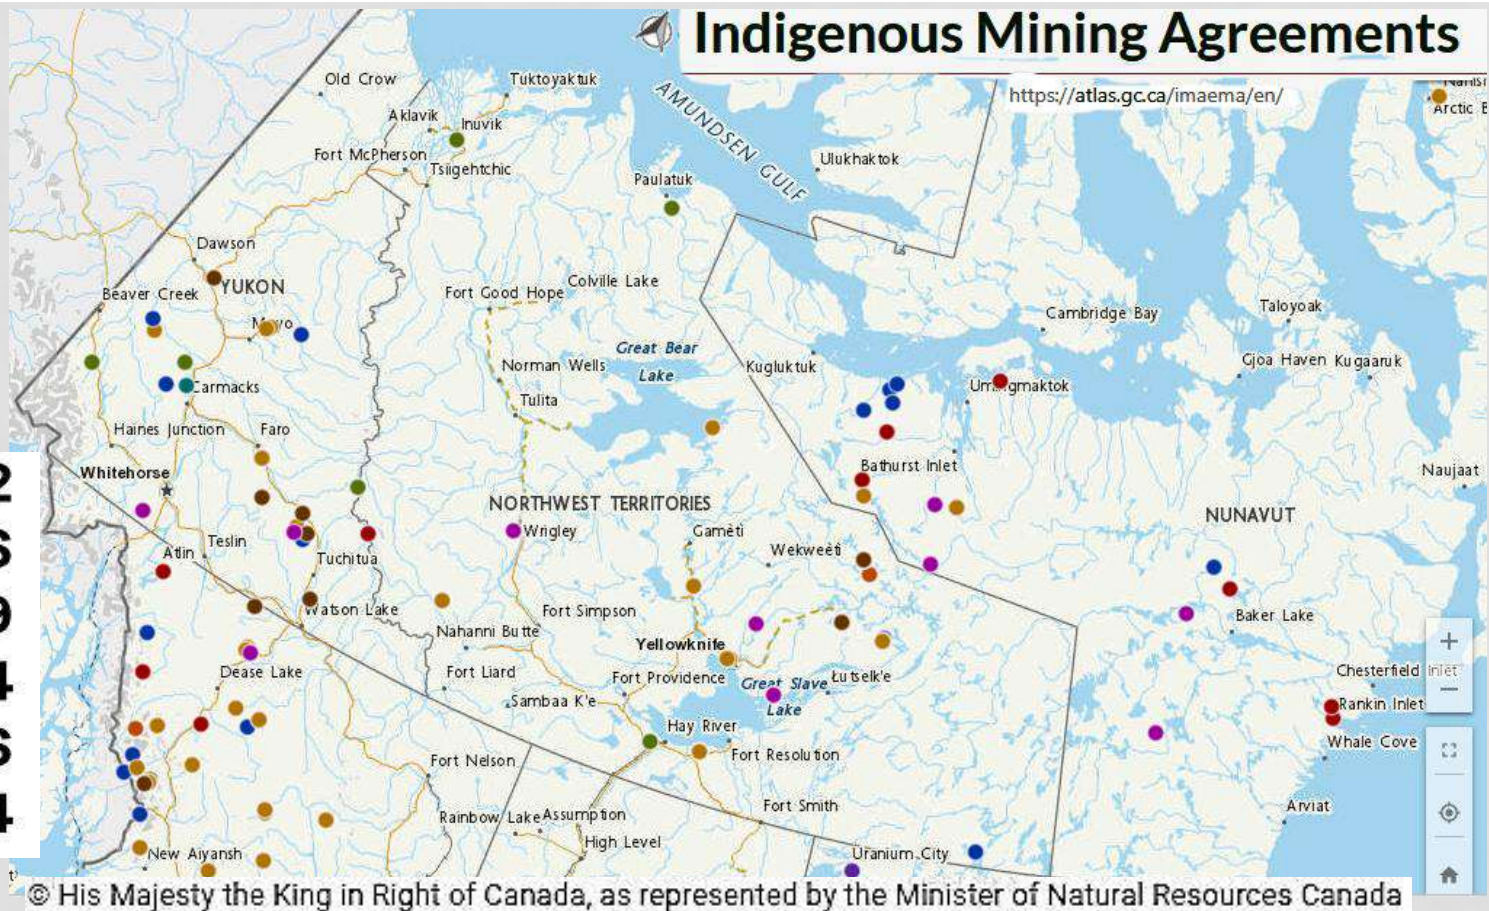 Indigenous Mining Agreements
https://atlas.gc.ca/imaema/en/
Old Crow
Tuktoyaktuk
Aklavik
Inuvik
AMUNDSEN GULF
Arctic B
Fort McPherson
Tsiigehtchic
Ulukhaktok
Paulatuk
Dawson
YUKON
Beaver Creek
Fort Good Hope
Colville Lake
Cambridge Bay
Taloyoak
Great Bear
Lake
Norman Wells
Kugluktuk
Gjoa Haven
Kugaaruk
Carmacks
Tulita
Haines Junction
Faro
Whitehorse
Bathurst Inlet
Naujaat
2
NORTHWEST TERRITORIES
NUNAVUT
Wrigley
Gamètì
Wekweètì
Teslin
Atlin
Tuchitua
6
9
Watson Lake
Fort Simpson
Baker Lake
Nahanni Butte
Yellowknife
+
Dease Lake
Fort Liard
Fort Providence
Great Slave
Lake
Łutselk'e
Chesterfield Inlet
−
4
Sambaa K'e
Rankin Inlet
Hay River
Whale Cove
6
Fort Nelson
Fort Resolution
4
Rainbow Lake
Assumption
Fort Smith
Arviat
High Level
New Aiyansh
Uranium City
© His Majesty the King in Right of Canada, as represented by the Minister of Natural Resources Canada